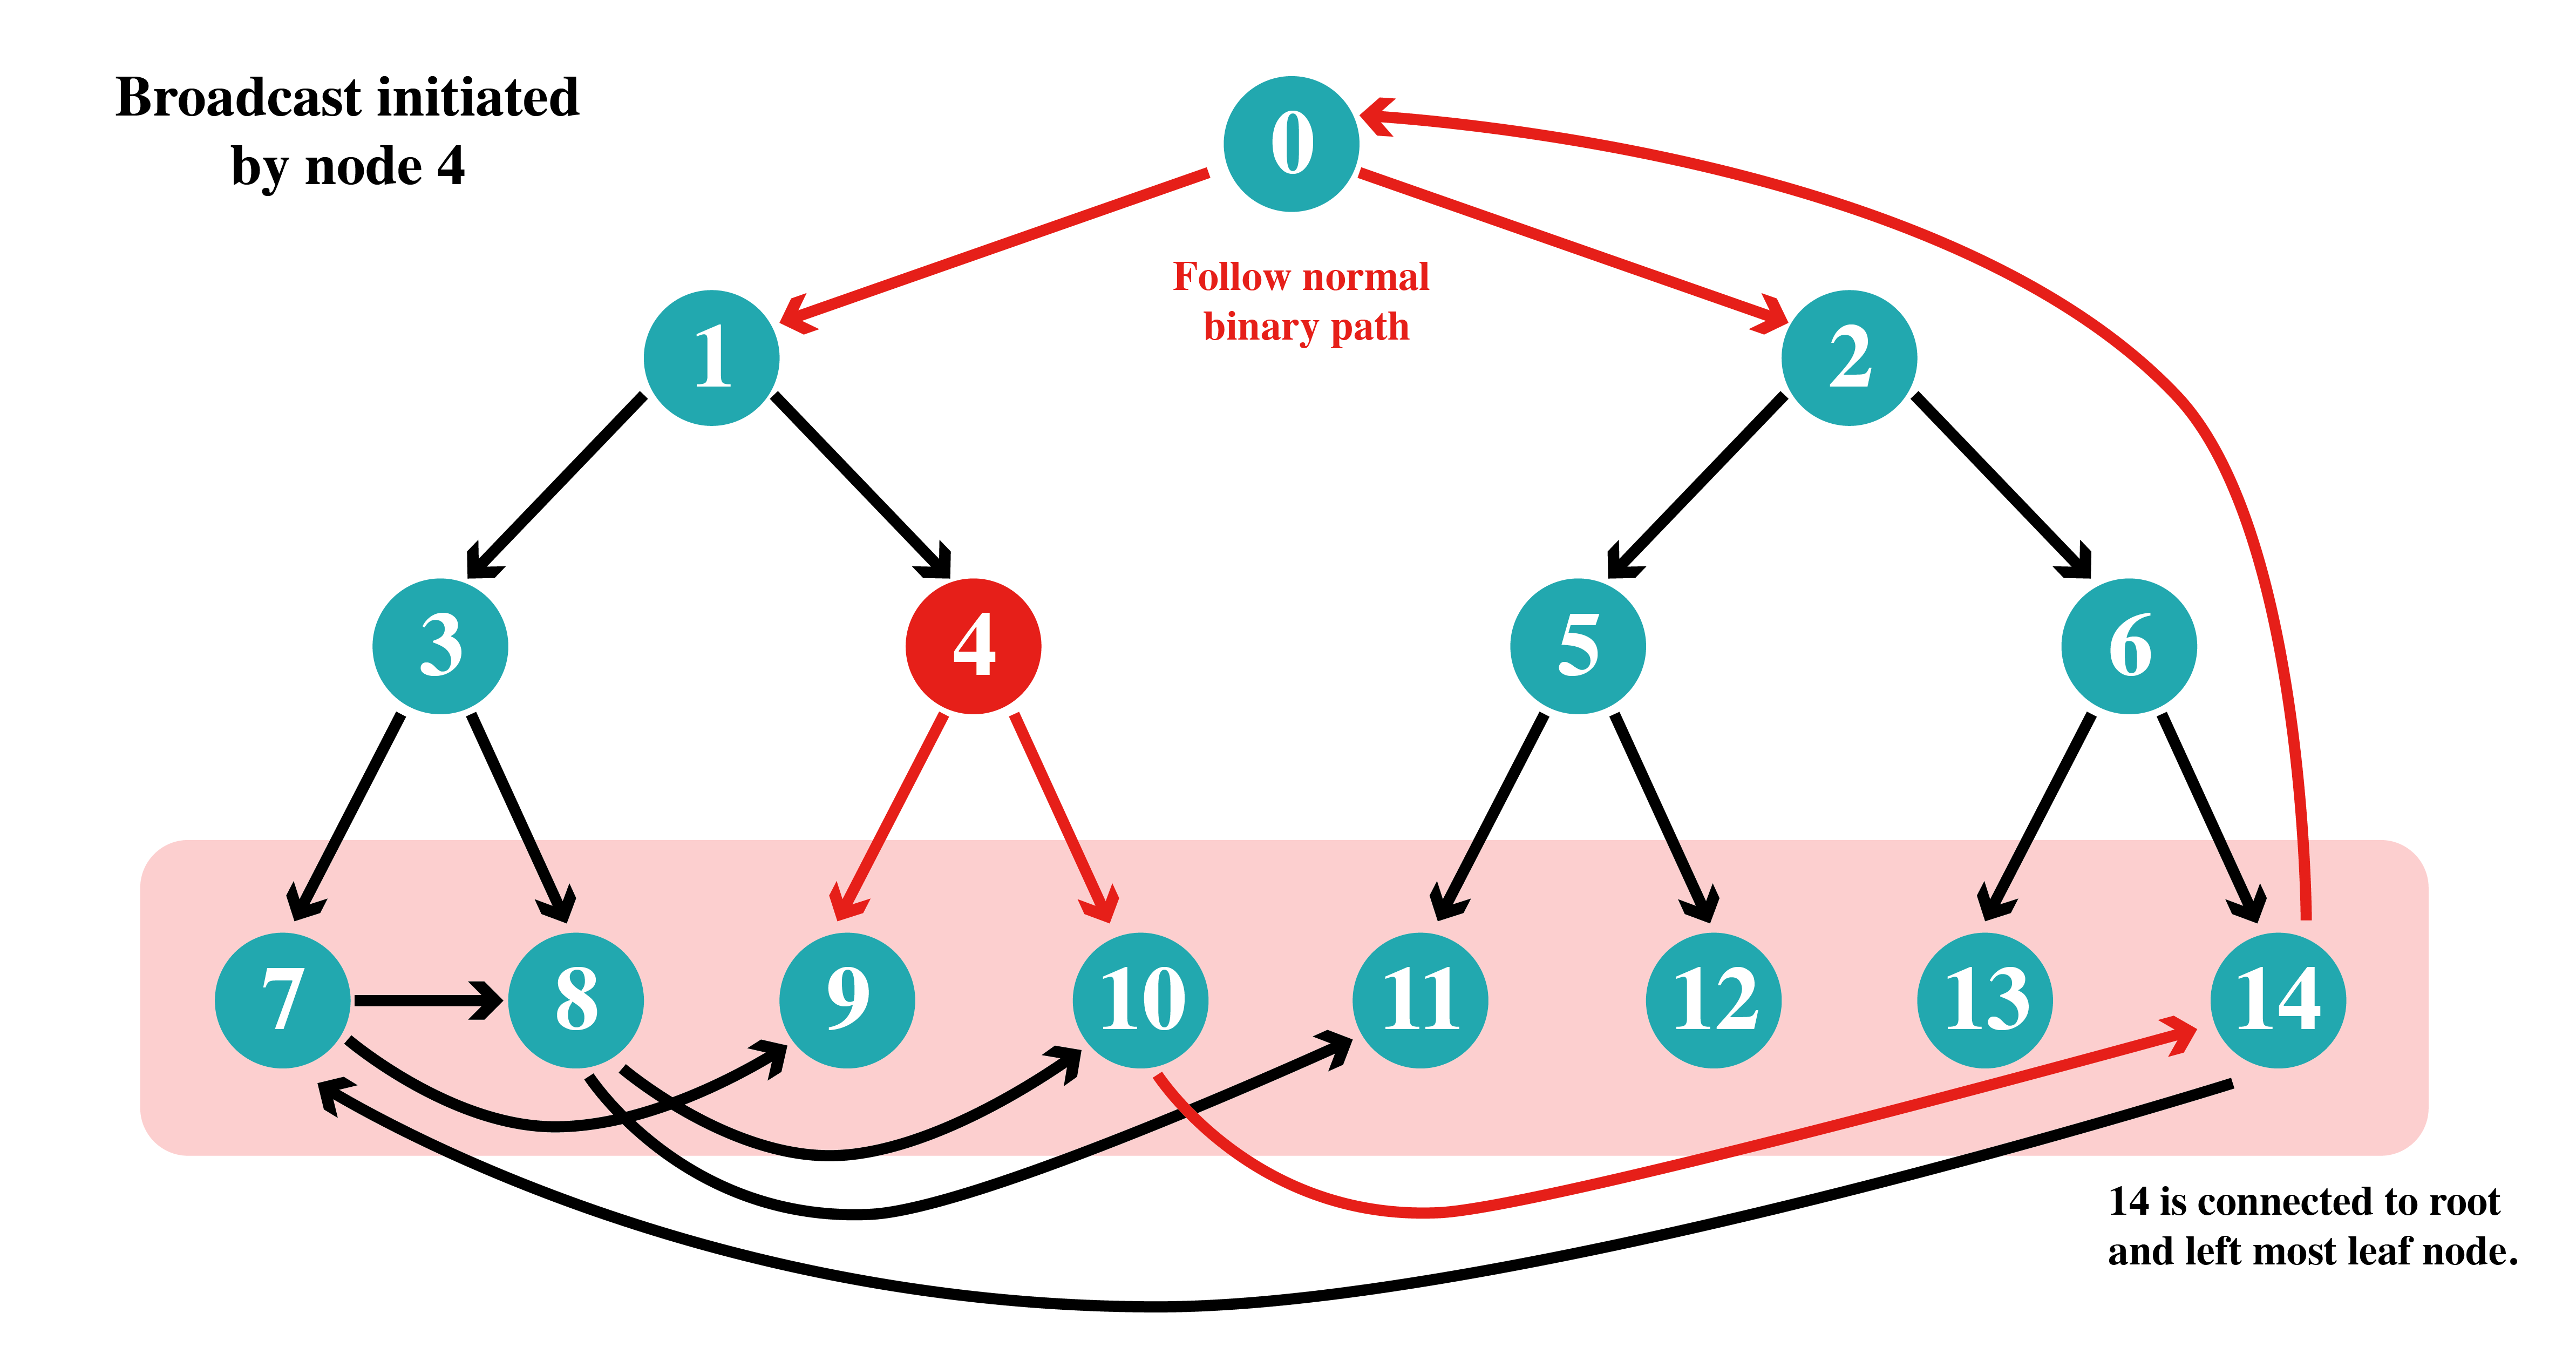 Broadcast initiated
by node 4
0
Follow normal
binary path
1
2
3
4
5
6
7
8
9
10
11
12
13
14
14 is connected to root
and left most leaf node.